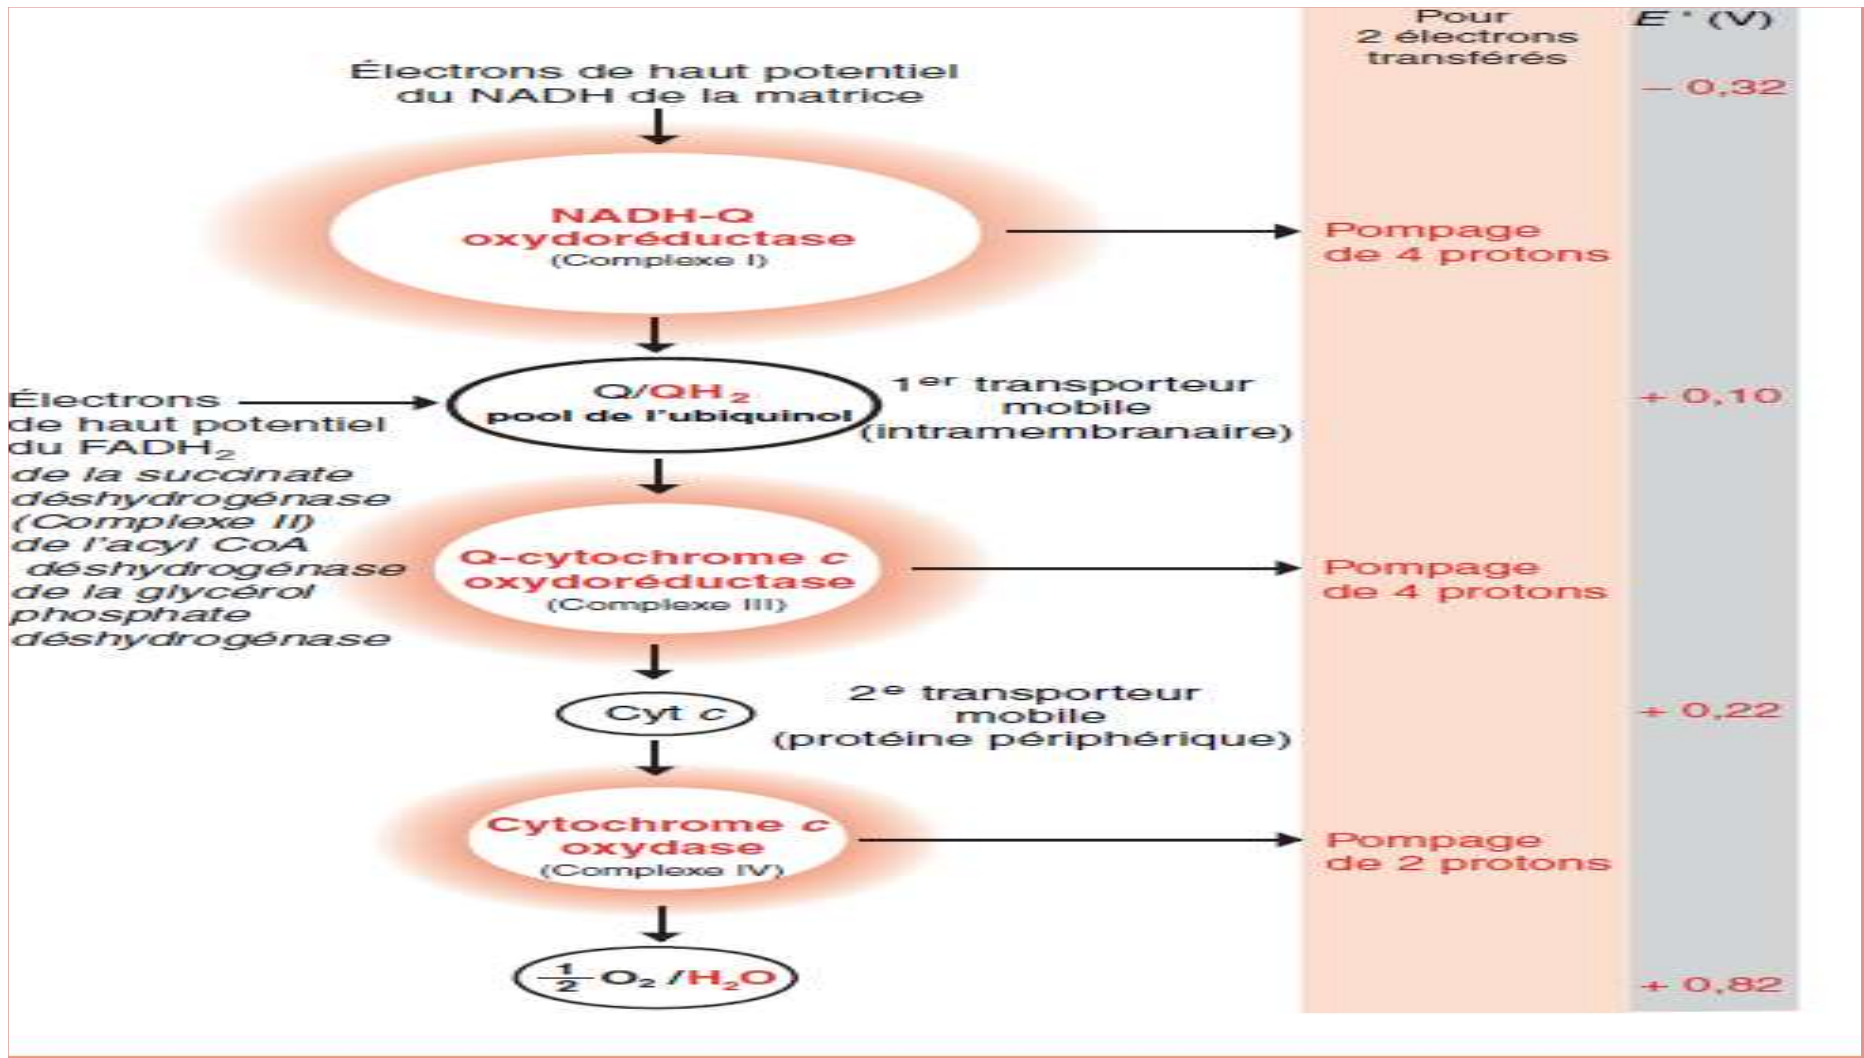 Pour
2 électrons
transférés
E°' (V)
Électrons de haut potentiel
du NADH de la matrice
− 0,32
NADH-Q
oxydoréductase
(Complexe I)
Pompage
de 4 protons
Électrons
de haut potentiel
du FADH₂
de la succinate
déshydrogénase
(Complexe II)
de l'acyl CoA
déshydrogénase
de la glycérol
phosphate
déshydrogénase
Q/QH₂
pool de l'ubiquinol
1er transporteur
mobile
(intramembranaire)
+ 0,10
Q-cytochrome c
oxydoréductase
(Complexe III)
Pompage
de 4 protons
Cyt c
2e transporteur
mobile
(protéine périphérique)
+ 0,22
Cytochrome c
oxydase
(Complexe IV)
Pompage
de 2 protons
1/2 O₂ /H₂O
+ 0,82